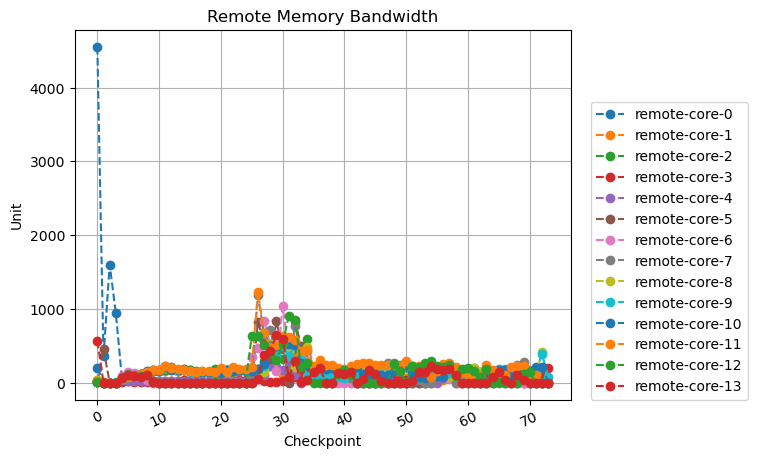 Remote Memory Bandwidth
4000
3000
2000
1000
0
Unit
0
10
20
30
40
50
60
70
Checkpoint
remote-core-0
remote-core-1
remote-core-2
remote-core-3
remote-core-4
remote-core-5
remote-core-6
remote-core-7
remote-core-8
remote-core-9
remote-core-10
remote-core-11
remote-core-12
remote-core-13